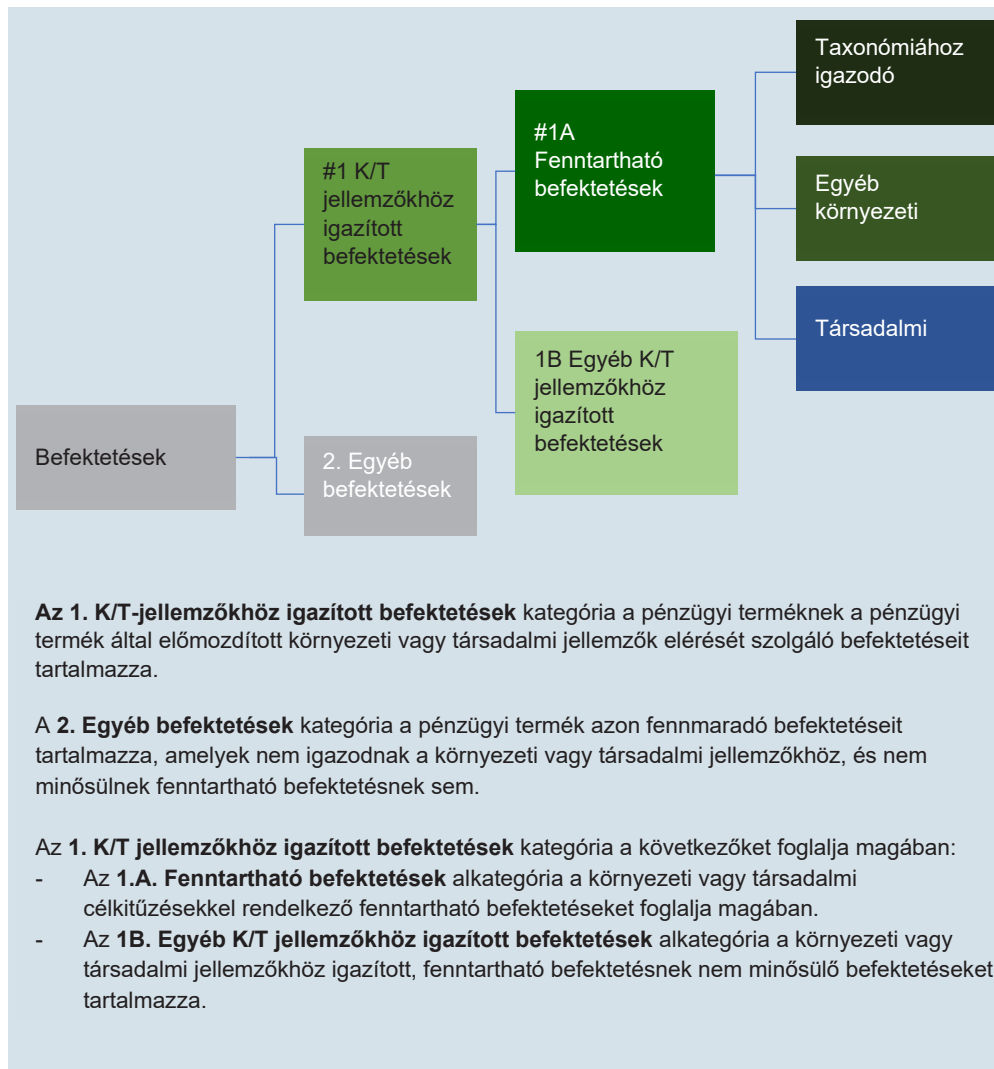 Taxonómiához
igazodó
#1A
Fenntartható
befektetések
#1 K/T
jellemzőkhöz
igazított
befektetések
Egyéb
környezeti
Társadalmi
1B Egyéb K/T
jellemzőkhöz
igazított
befektetések
Befektetések
2. Egyéb
befektetések
Az 1. K/T-jellemzőkhöz igazított befektetések kategória a pénzügyi terméknek a pénzügyi
termék által előmozdított környezeti vagy társadalmi jellemzők elérését szolgáló befektetéseit
tartalmazza.
A 2. Egyéb befektetések kategória a pénzügyi termék azon fennmaradó befektetéseit
tartalmazza, amelyek nem igazodnak a környezeti vagy társadalmi jellemzőkhöz, és nem
minősülnek fenntartható befektetésnek sem.
Az 1. K/T jellemzőkhöz igazított befektetések kategória a következőket foglalja magában:
- Az 1.A. Fenntartható befektetések alkategória a környezeti vagy társadalmi
célkitűzésekkel rendelkező fenntartható befektetéseket foglalja magában.
- Az 1B. Egyéb K/T jellemzőkhöz igazított befektetések alkategória a környezeti vagy
társadalmi jellemzőkhöz igazított, fenntartható befektetésnek nem minősülő befektetéseket
tartalmazza.